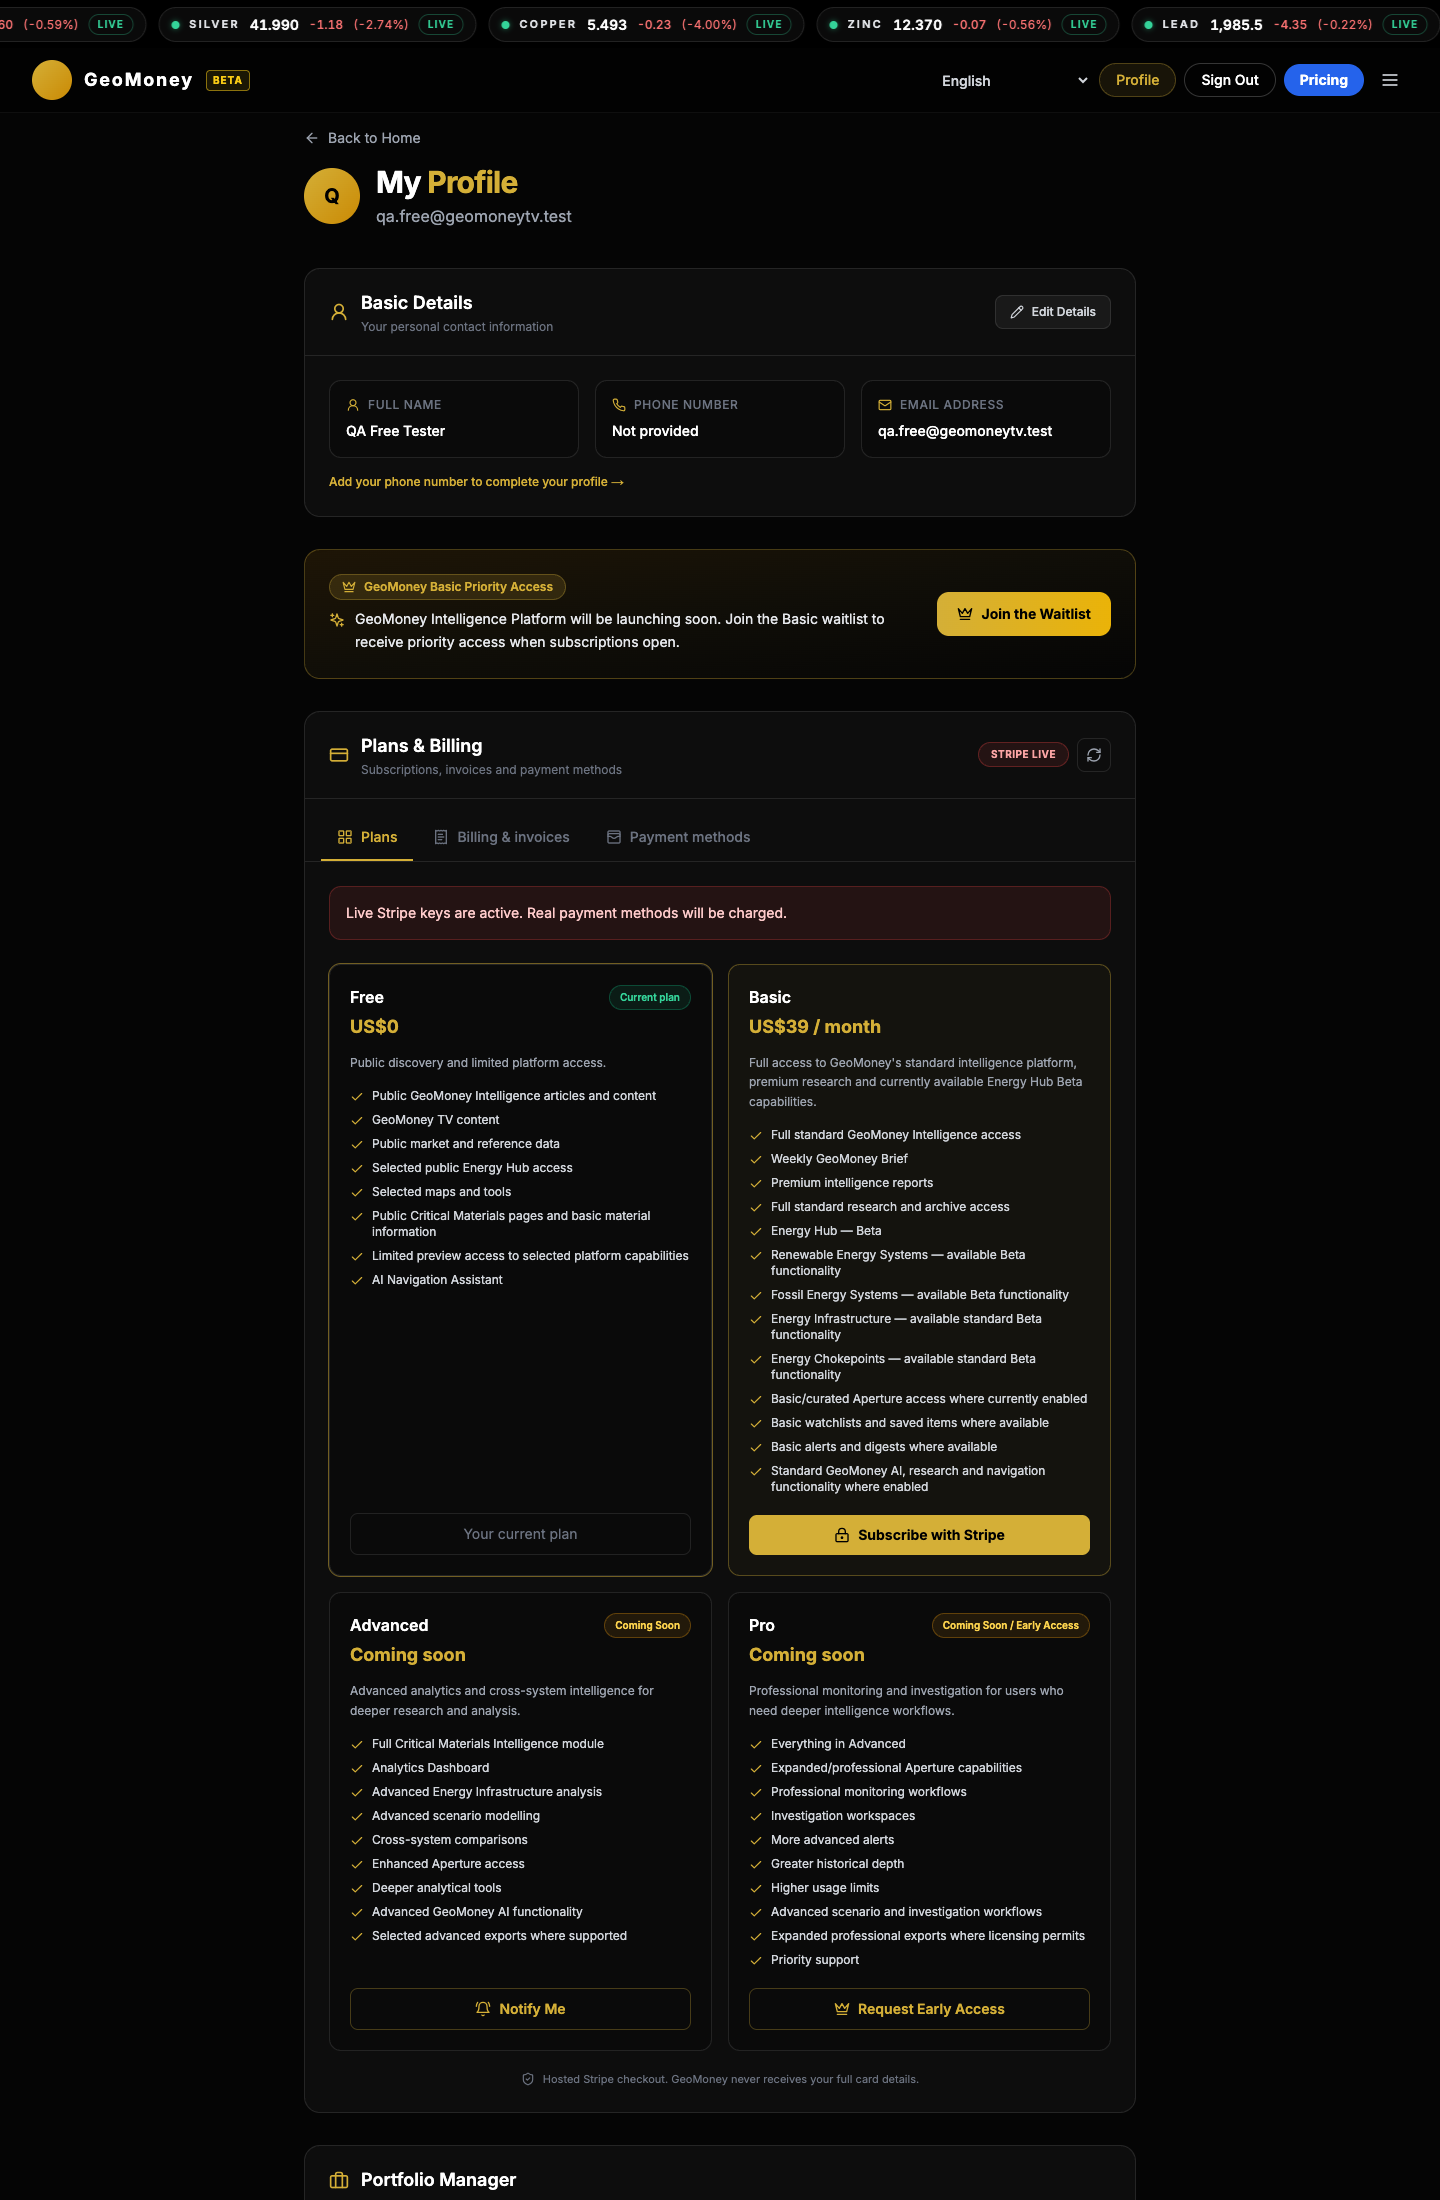 60 (-0.59%) LIVE SILVER 41.990 -1.18 (-2.74%) LIVE COPPER 5.493 -0.23 (-4.00%) LIVE ZINC 12.370 -0.07 (-0.56%) LIVE LEAD 1,985.5 -4.35 (-0.22%) LIVE
GeoMoney BETA English Profile Sign Out Pricing
Back to Home
Q
My Profile
qa.free@geomoneytv.test
Basic Details
Your personal contact information
Edit Details
FULL NAME
QA Free Tester
PHONE NUMBER
Not provided
EMAIL ADDRESS
qa.free@geomoneytv.test
Add your phone number to complete your profile →
GeoMoney Basic Priority Access
GeoMoney Intelligence Platform will be launching soon. Join the Basic waitlist to
receive priority access when subscriptions open.
Join the Waitlist
Plans & Billing
Subscriptions, invoices and payment methods
STRIPE LIVE
Plans Billing & invoices Payment methods
Live Stripe keys are active. Real payment methods will be charged.
Free Current plan
US$0
Public discovery and limited platform access.
Public GeoMoney Intelligence articles and content
GeoMoney TV content
Public market and reference data
Selected public Energy Hub access
Selected maps and tools
Public Critical Materials pages and basic material
information
Limited preview access to selected platform capabilities
AI Navigation Assistant
Your current plan
Basic
US$39 / month
Full access to GeoMoney's standard intelligence platform,
premium research and currently available Energy Hub Beta
capabilities.
Full standard GeoMoney Intelligence access
Weekly GeoMoney Brief
Premium intelligence reports
Full standard research and archive access
Energy Hub — Beta
Renewable Energy Systems — available Beta
functionality
Fossil Energy Systems — available Beta functionality
Energy Infrastructure — available standard Beta
functionality
Energy Chokepoints — available standard Beta
functionality
Basic/curated Aperture access where currently enabled
Basic watchlists and saved items where available
Basic alerts and digests where available
Standard GeoMoney AI, research and navigation
functionality where enabled
Subscribe with Stripe
Advanced Coming Soon
Coming soon
Advanced analytics and cross-system intelligence for
deeper research and analysis.
Full Critical Materials Intelligence module
Analytics Dashboard
Advanced Energy Infrastructure analysis
Advanced scenario modelling
Cross-system comparisons
Enhanced Aperture access
Deeper analytical tools
Advanced GeoMoney AI functionality
Selected advanced exports where supported
Notify Me
Pro Coming Soon / Early Access
Coming soon
Professional monitoring and investigation for users who
need deeper intelligence workflows.
Everything in Advanced
Expanded/professional Aperture capabilities
Professional monitoring workflows
Investigation workspaces
More advanced alerts
Greater historical depth
Higher usage limits
Advanced scenario and investigation workflows
Expanded professional exports where licensing permits
Priority support
Request Early Access
Hosted Stripe checkout. GeoMoney never receives your full card details.
Portfolio Manager